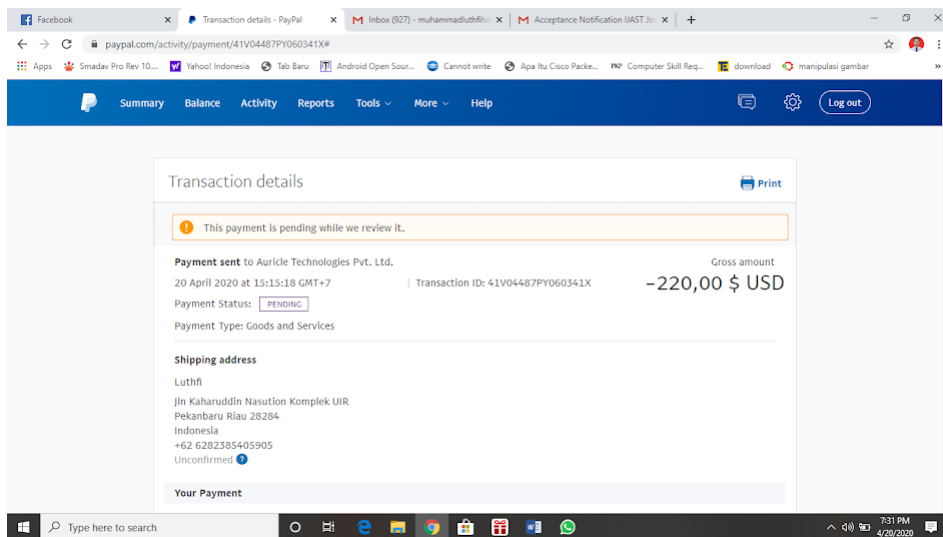 Facebook
Transaction details - PayPal
Inbox (927) - muhammadluthfiha
Acceptance Notification IJAST Jo
paypal.com/activity/payment/41V04487PY060341X#
Apps
Smadav Pro Rev 10....
Yahoo! Indonesia
Tab Baru
Android Open Sour...
Cannot write
Apa Itu Cisco Packe...
PKP Computer Skill Req...
download
manipulasi gambar
Summary
Balance
Activity
Reports
Tools
More
Help
Log out
Transaction details
Print
This payment is pending while we review it.
Payment sent to Auricle Technologies Pvt. Ltd.
Gross amount
20 April 2020 at 15:15:18 GMT+7 | Transaction ID: 41V04487PY060341X
-220,00 $ USD
Payment Status: PENDING
Payment Type: Goods and Services
Shipping address
Luthfi
Jln Kaharuddin Nasution Komplek UIR
Pekanbaru Riau 28284
Indonesia
+62 6282385405905
Unconfirmed ?
Your Payment
Type here to search
7:31 PM
4/20/2020